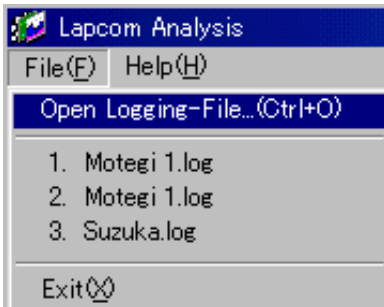 Lapcom Analysis
File(F) Help(H)
Open Logging-File...(Ctrl+O)
1. Motegi 1.log
2. Motegi 1.log
3. Suzuka.log
Exit(X)